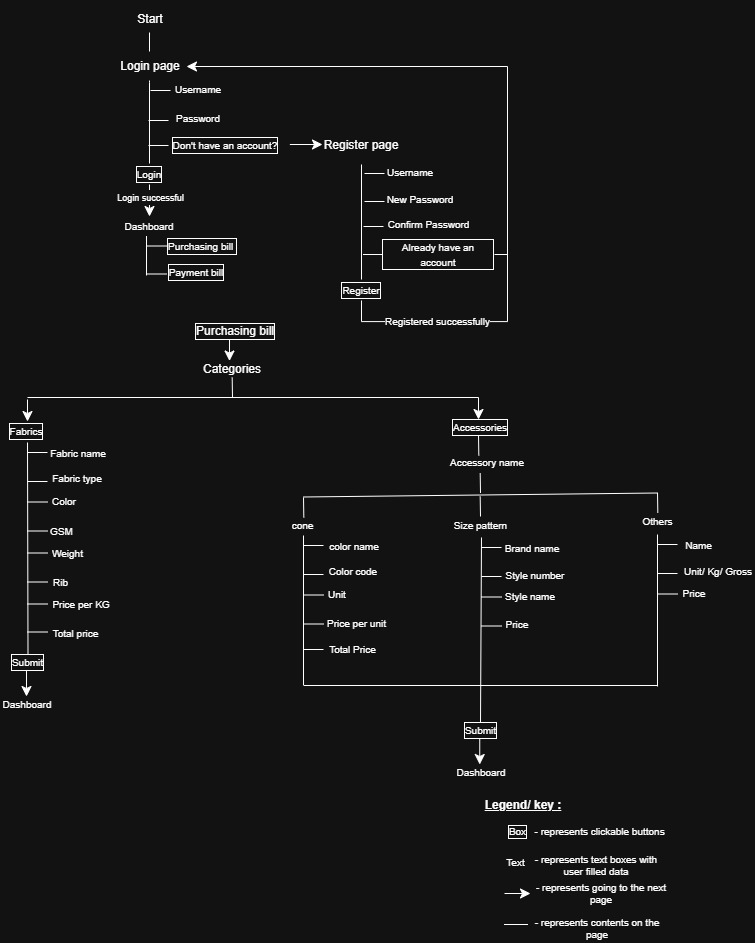 Start
Login page
Username
Password
Don't have an account?
Register page
Login
Login successful
Dashboard
Purchasing bill
Payment bill
Username
New Password
Confirm Password
Already have an
account
Register
Registered successfully
Purchasing bill
Categories
Fabrics
Fabric name
Fabric type
Color
GSM
Weight
Rib
Price per KG
Total price
Submit
Dashboard
Accessories
Accessory name
cone
color name
Color code
Unit
Price per unit
Total Price
Size pattern
Brand name
Style number
Style name
Price
Others
Name
Unit/ Kg/ Gross
Price
Submit
Dashboard
Legend/ key :
Box - represents clickable buttons
Text - represents text boxes with
user filled data
- represents going to the next
page
- represents contents on the
page